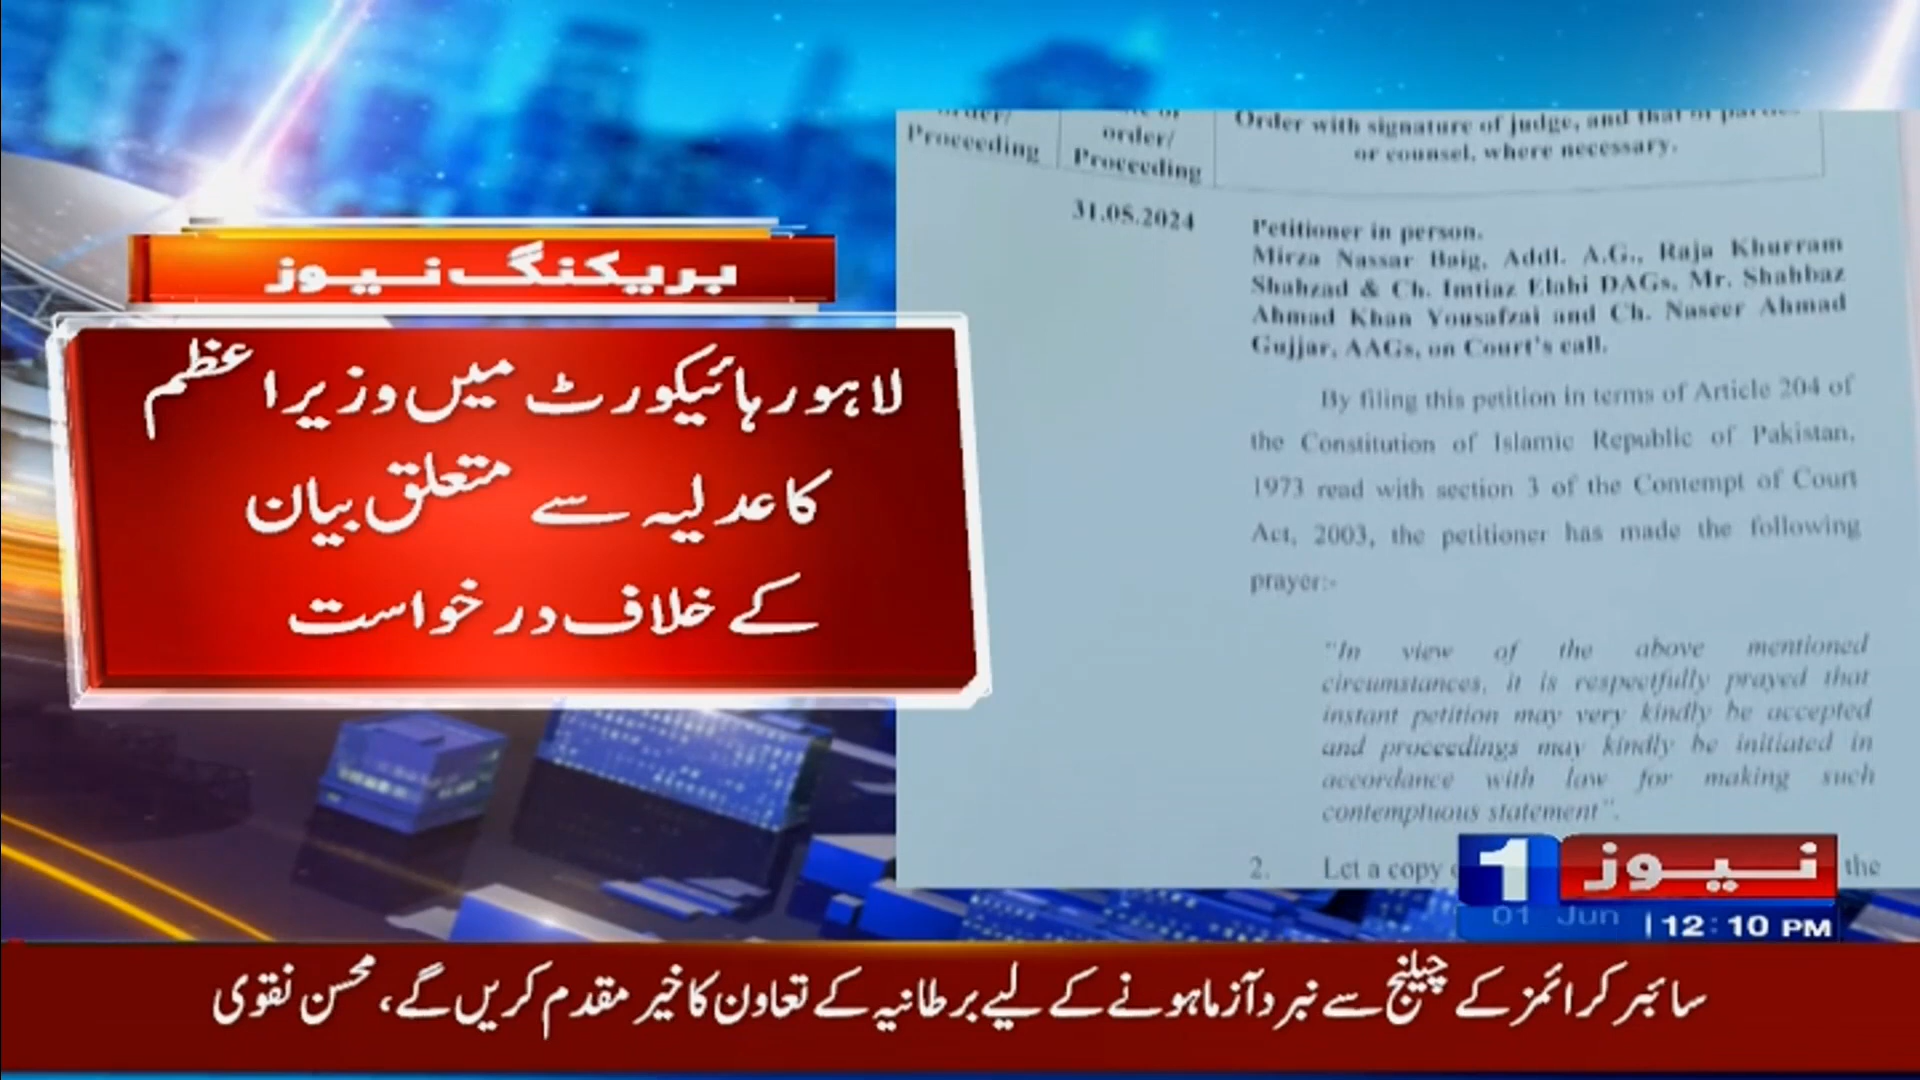 بریکنگ نیوز
لاہور ہائیکورٹ میں وزیر اعظم
کا عدلیہ سے متعلق بیان
کے خلاف درخواست
order/
Proceeding
order/
Proceeding
Order with signature of judge, and that of parties
or counsel, where necessary.
31.05.2024
Petitioner in person.
Mirza Nassar Baig, Addl. A.G., Raja Khurram
Shahzad & Ch. Imtiaz Elahi DAGs, Mr. Shahbaz
Ahmad Khan Yousafzai and Ch. Naseer Ahmad
Gujjar, AAGs, on Court's call.
By filing this petition in terms of Article 204 of
the Constitution of Islamic Republic of Pakistan,
1973 read with section 3 of the Contempt of Court
Act, 2003, the petitioner has made the following
prayer:-
"In view of the above mentioned
circumstances, it is respectfully prayed that
instant petition may very kindly be accepted
and proceedings may kindly be initiated in
accordance with law for making such
contemptuous statement".
2. Let a copy the
نیوز 1
01 Jun 12:10 PM
سائبر کرائمز کے چیلنج سے نبرد آزما ہونے کے لیے برطانیہ کے تعاون کا خیر مقدم کریں گے، محسن نقوی